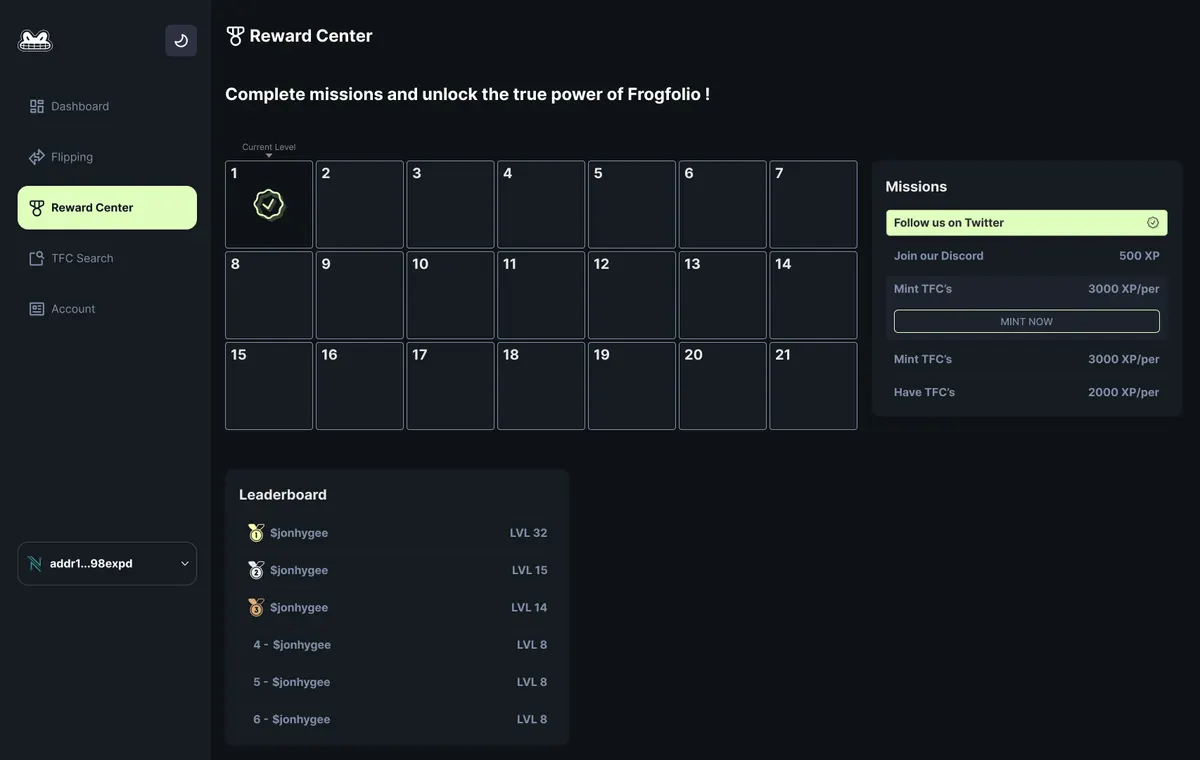 Dashboard
Flipping
Reward Center
TFC Search
Account
addr1...98expd
Reward Center
Complete missions and unlock the true power of Frogfolio !
Current Level
1 2 3 4 5 6 7
8 9 10 11 12 13 14
15 16 17 18 19 20 21
Missions
Follow us on Twitter
Join our Discord 500 XP
Mint TFC's 3000 XP/per
MINT NOW
Mint TFC's 3000 XP/per
Have TFC's 2000 XP/per
Leaderboard
1 $jonhygee LVL 32
2 $jonhygee LVL 15
3 $jonhygee LVL 14
4 - $jonhygee LVL 8
5 - $jonhygee LVL 8
6 - $jonhygee LVL 8